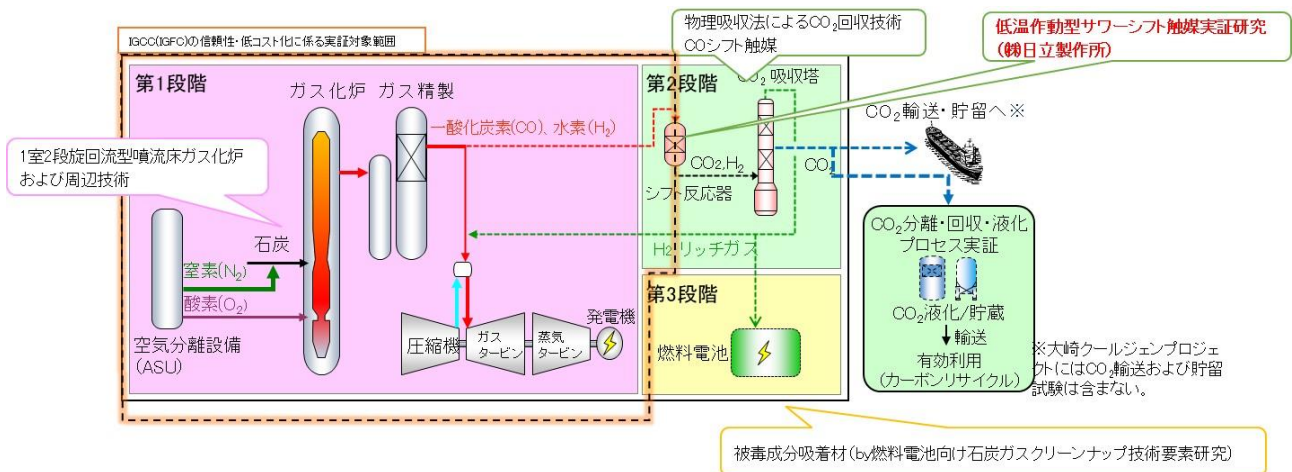 IGCC(IGFC)の信頼性・低コスト化に係る実証対象範囲
物理吸収法によるCO2回収技術
COシフト触媒
低温作動型サワーシフト触媒実証研究
(㈱日立製作所)
第1段階
第2段階
CO2 吸収塔
ガス化炉
ガス精製
一酸化炭素(CO)、水素(H2)
CO2輸送・貯留へ※
1室2段旋回流型噴流床ガス化炉
および周辺技術
CO2,H2
CO2
シフト反応器
石炭
窒素(N2)
酸素(O2)
H2リッチガス
CO2分離・回収・液化
プロセス実証
第3段階
CO2液化/貯蔵
輸送
有効利用
(カーボンリサイクル)
空気分離設備
(ASU)
圧縮機
ガス
タービン
蒸気
タービン
発電機
燃料電池
※大崎クールジェンプロジェ
クトにはCO2輸送および貯留
試験は含まない。
被毒成分吸着材(by燃料電池向け石炭ガスクリーンナップ技術要素研究)